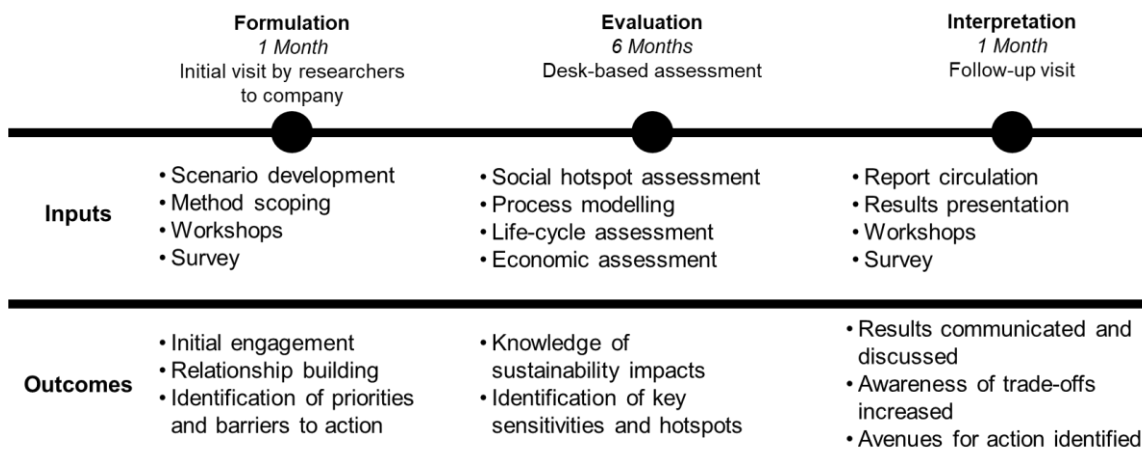 Formulation
1 Month
Initial visit by researchers
to company
Evaluation
6 Months
Desk-based assessment
Interpretation
1 Month
Follow-up visit
Inputs
• Scenario development
• Method scoping
• Workshops
• Survey
• Social hotspot assessment
• Process modelling
• Life-cycle assessment
• Economic assessment
• Report circulation
• Results presentation
• Workshops
• Survey
Outcomes
• Initial engagement
• Relationship building
• Identification of priorities
and barriers to action
• Knowledge of
sustainability impacts
• Identification of key
sensitivities and hotspots
• Results communicated and
discussed
• Awareness of trade-offs
increased
• Avenues for action identified